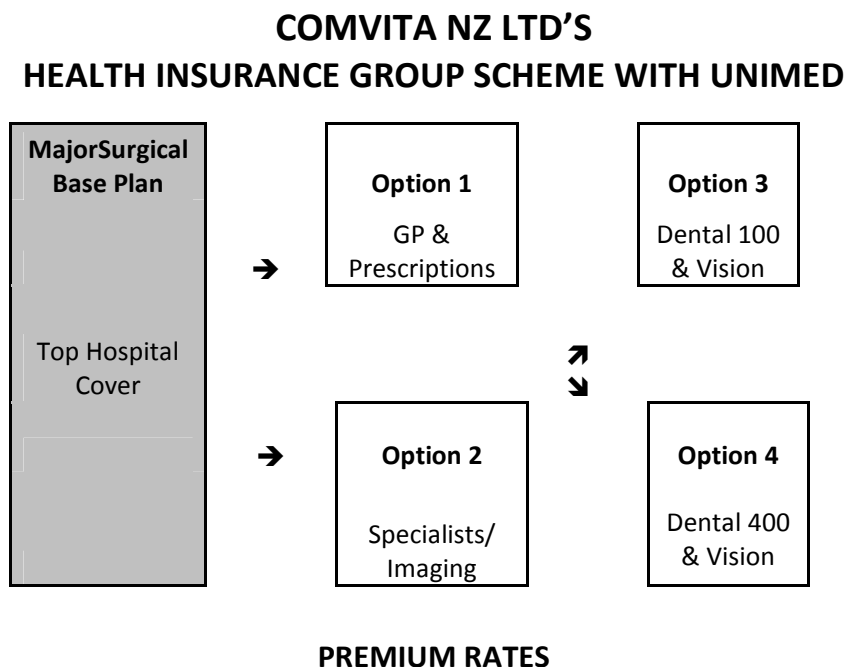 COMVITA NZ LTD’S
HEALTH INSURANCE GROUP SCHEME WITH UNIMED
MajorSurgical
Base Plan
Top Hospital
Cover
➔
➔
Option 1
GP &
Prescriptions
Option 2
Specialists/
Imaging
➚
➘
Option 3
Dental 100
& Vision
Option 4
Dental 400
& Vision
PREMIUM RATES